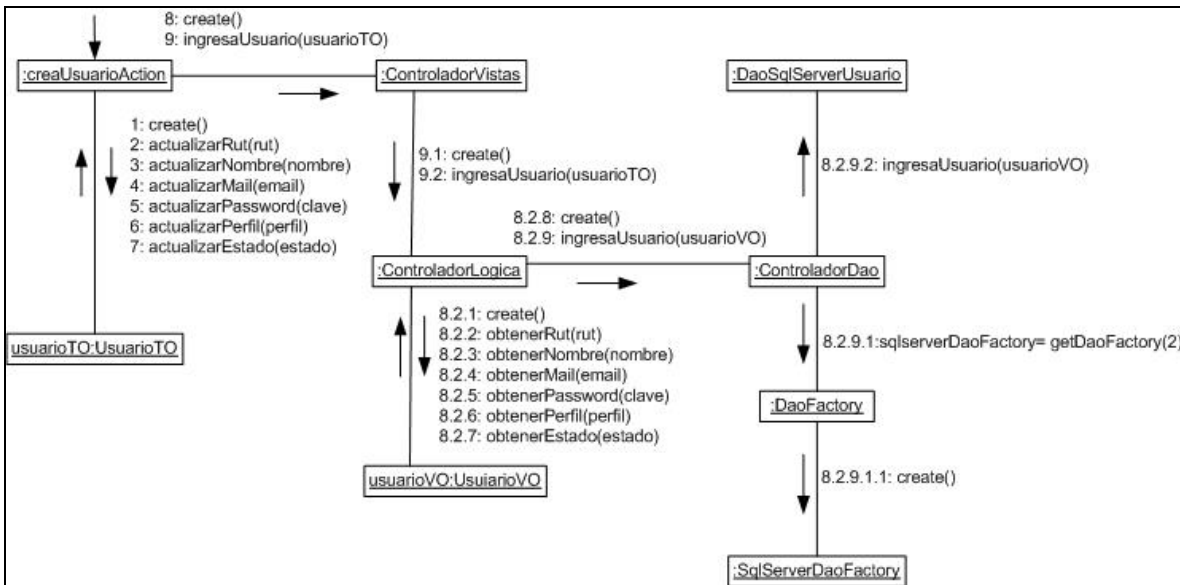 8: create()
9: ingresaUsuario(usuarioTO)
:creaUsuarioAction
:ControladorVistas
:DaoSqlServerUsuario
1: create()
2: actualizarRut(rut)
3: actualizarNombre(nombre)
4: actualizarMail(email)
5: actualizarPassword(clave)
6: actualizarPerfil(perfil)
7: actualizarEstado(estado)
9.1: create()
9.2: ingresaUsuario(usuarioTO)
8.2.9.2: ingresaUsuario(usuarioVO)
8.2.8: create()
8.2.9: ingresaUsuario(usuarioVO)
:ControladorLogica
:ControladorDao
8.2.1: create()
8.2.2: obtenerRut(rut)
8.2.3: obtenerNombre(nombre)
8.2.4: obtenerMail(email)
8.2.5: obtenerPassword(clave)
8.2.6: obtenerPerfil(perfil)
8.2.7: obtenerEstado(estado)
usuarioTO:UsuarioTO
8.2.9.1:sqlserverDaoFactory= getDaoFactory(2)
:DaoFactory
usuarioVO:UsuiarioVO
8.2.9.1.1: create()
:SqlServerDaoFactory